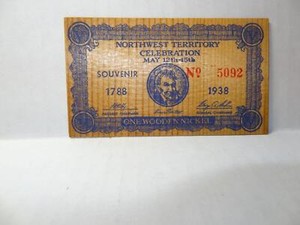 NORTHWEST TERRITORY
CELEBRATION
MAY 12th-15th
SOUVENIR Nº 5092
1788 1938
ONE WOODEN NICKEL